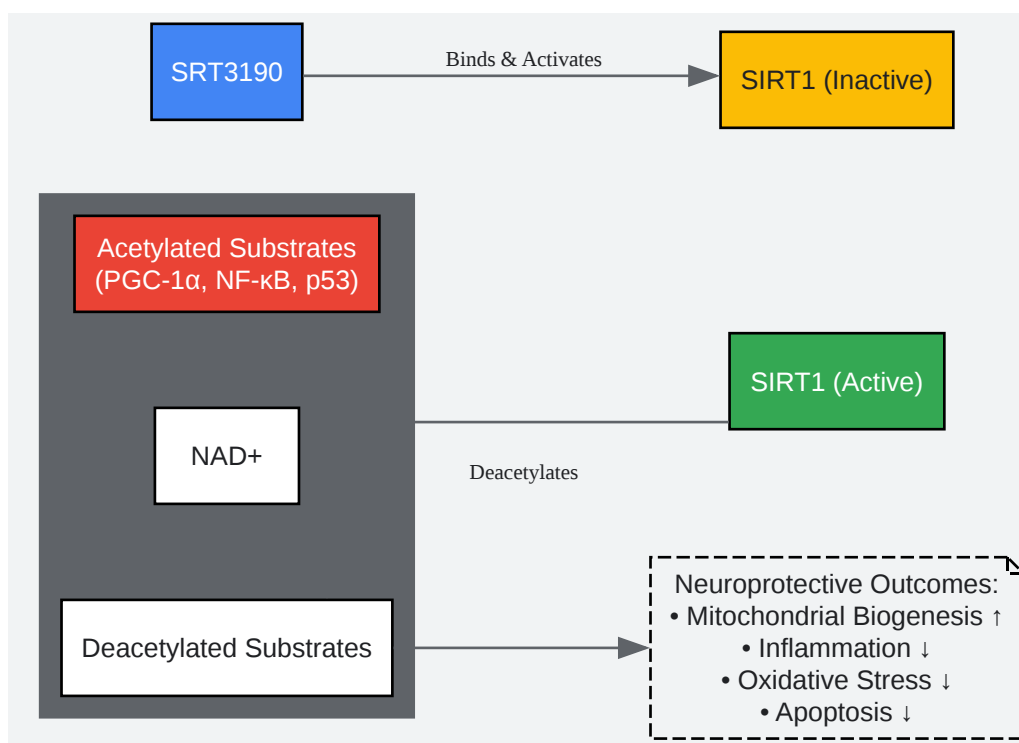 SRT3190
Binds & Activates
SIRT1 (Inactive)
Acetylated Substrates
(PGC-1α, NF-κB, p53)
SIRT1 (Active)
NAD+
Deacetylates
Deacetylated Substrates
Neuroprotective Outcomes:
• Mitochondrial Biogenesis ↑
• Inflammation ↓
• Oxidative Stress ↓
• Apoptosis ↓